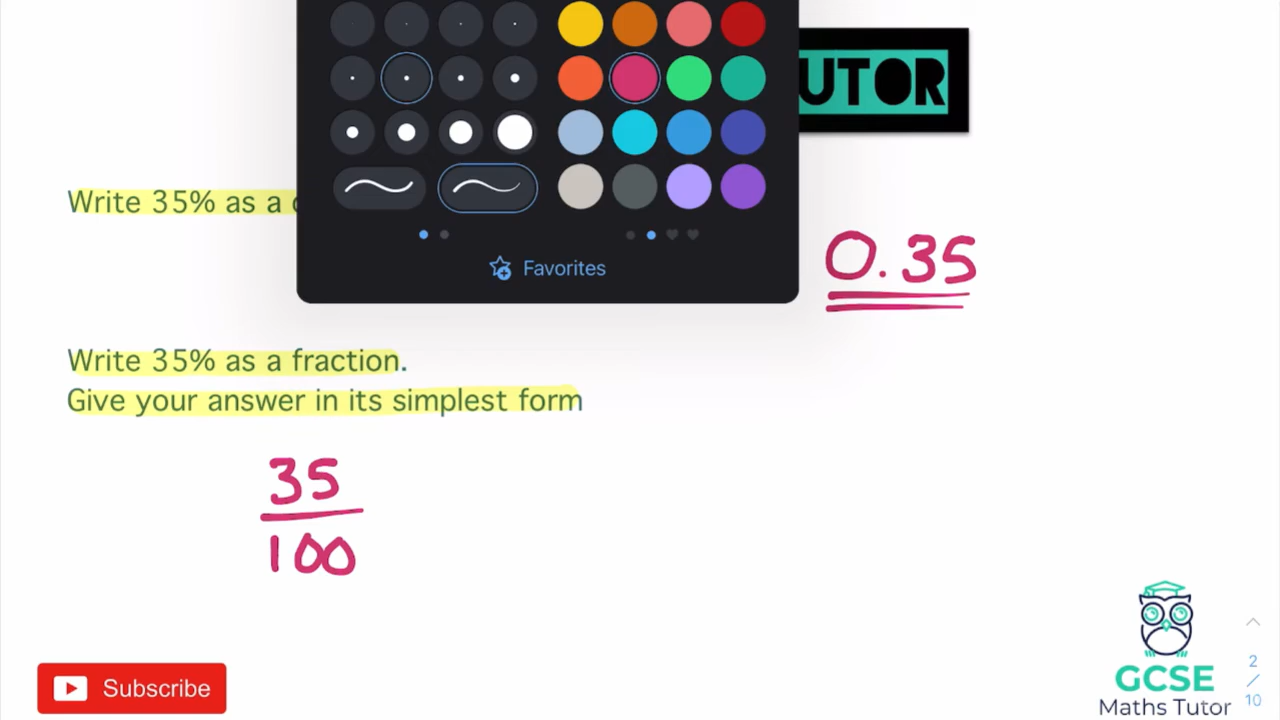 UTOR
Write 35% as a
0.35
Favorites
Write 35% as a fraction.
Give your answer in its simplest form
35
100
Subscribe
GCSE
Maths Tutor
2
/
10